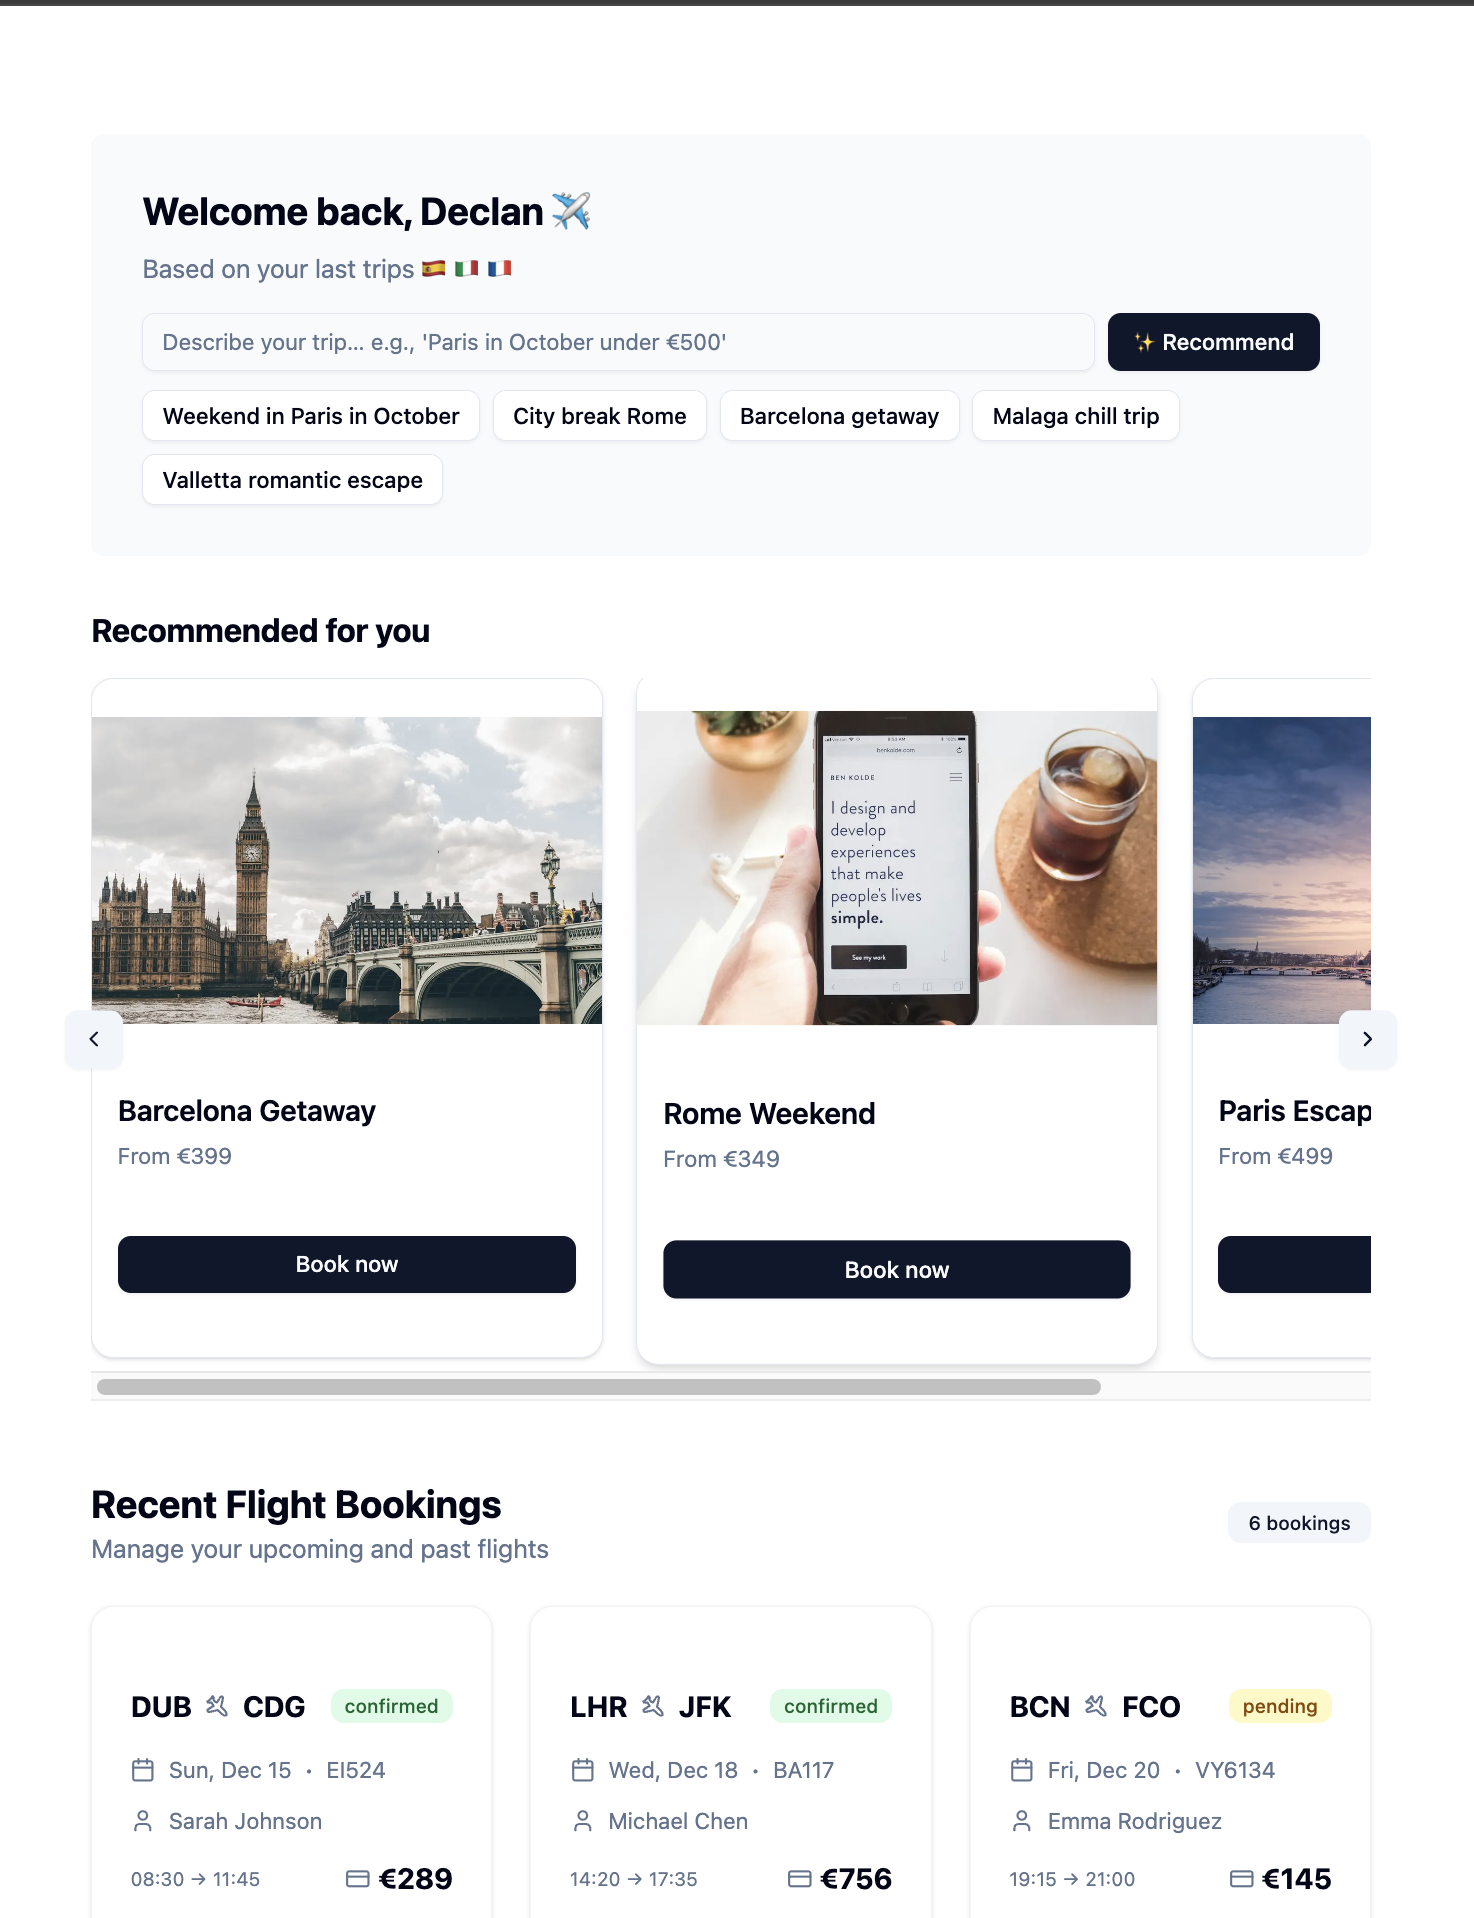 Welcome back, Declan ✈️
Based on your last trips 🇪🇸 🇮🇹 🇫🇷
Describe your trip... e.g., 'Paris in October under €500'
✨ Recommend
Weekend in Paris in October
City break Rome
Barcelona getaway
Malaga chill trip
Valletta romantic escape
Recommended for you
benkolde.com
BEN KOLDE
I design and
develop
experiences
that make
people's lives
simple.
See my work
Barcelona Getaway
From €399
Book now
Rome Weekend
From €349
Book now
Paris Escap
From €499
Recent Flight Bookings
Manage your upcoming and past flights
6 bookings
DUB CDG confirmed
Sun, Dec 15 • EI524
Sarah Johnson
08:30 → 11:45 €289
LHR JFK confirmed
Wed, Dec 18 • BA117
Michael Chen
14:20 → 17:35 €756
BCN FCO pending
Fri, Dec 20 • VY6134
Emma Rodriguez
19:15 → 21:00 €145